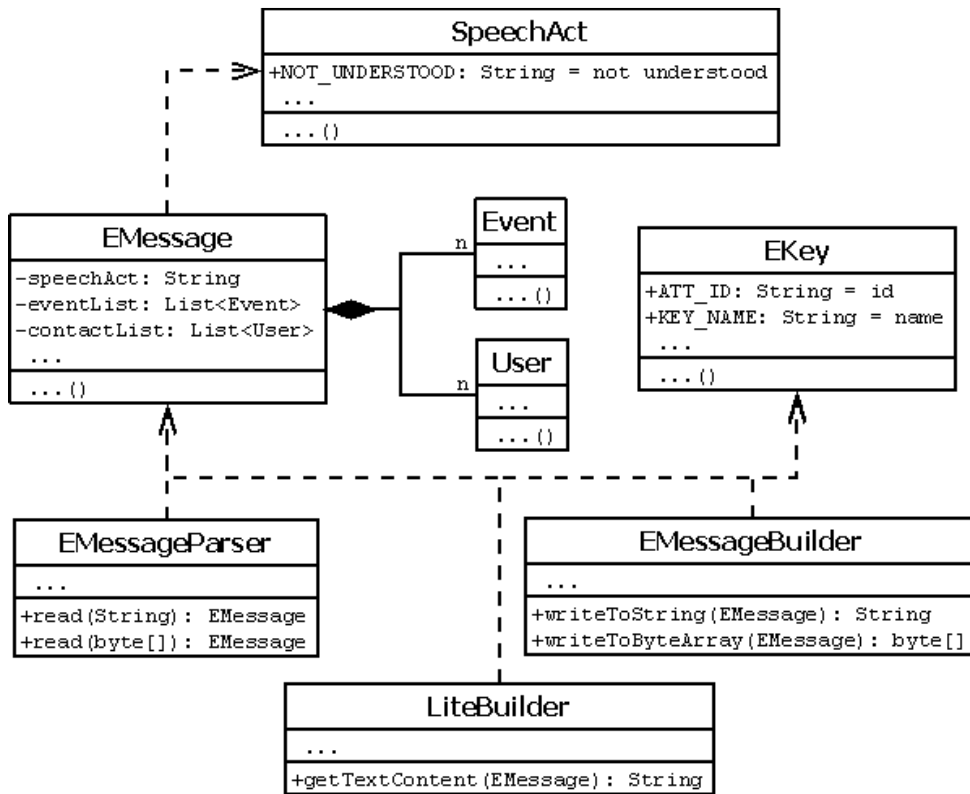 SpeechAct
+NOT_UNDERSTOOD: String = not understood
...
...()
EMessage
-speechAct: String
-eventList: List<Event>
-contactList: List<User>
...
...()
n
Event
...
...()
n
User
...
...()
EKey
+ATT_ID: String = id
+KEY_NAME: String = name
...
...()
EMessageParser
...
+read(String): EMessage
+read(byte[]): EMessage
EMessageBuilder
...
+writeToString(EMessage): String
+writeToByteArray(EMessage): byte[]
LiteBuilder
...
+getTextContent(EMessage): String